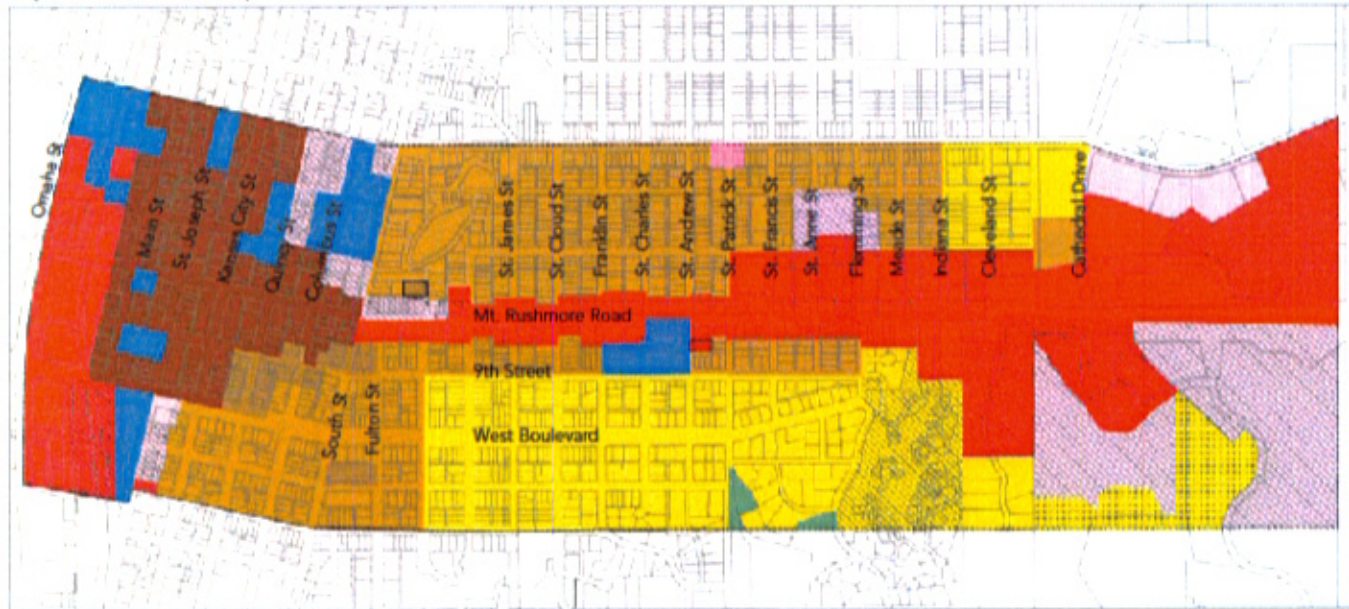 Omaha St
Main St
St. Joseph St
Kansas City St
Quincy St
Columbus St
St. James St
St. Cloud St
Franklin St
St. Charles St
St. Andrew St
St. Patrick St
St. Francis St
St. Anne St
Flemming St
Meade St
Indiana St
Cleveland St
Cathedral Drive
Mt. Rushmore Road
9th Street
South St
Fulton St
West Boulevard